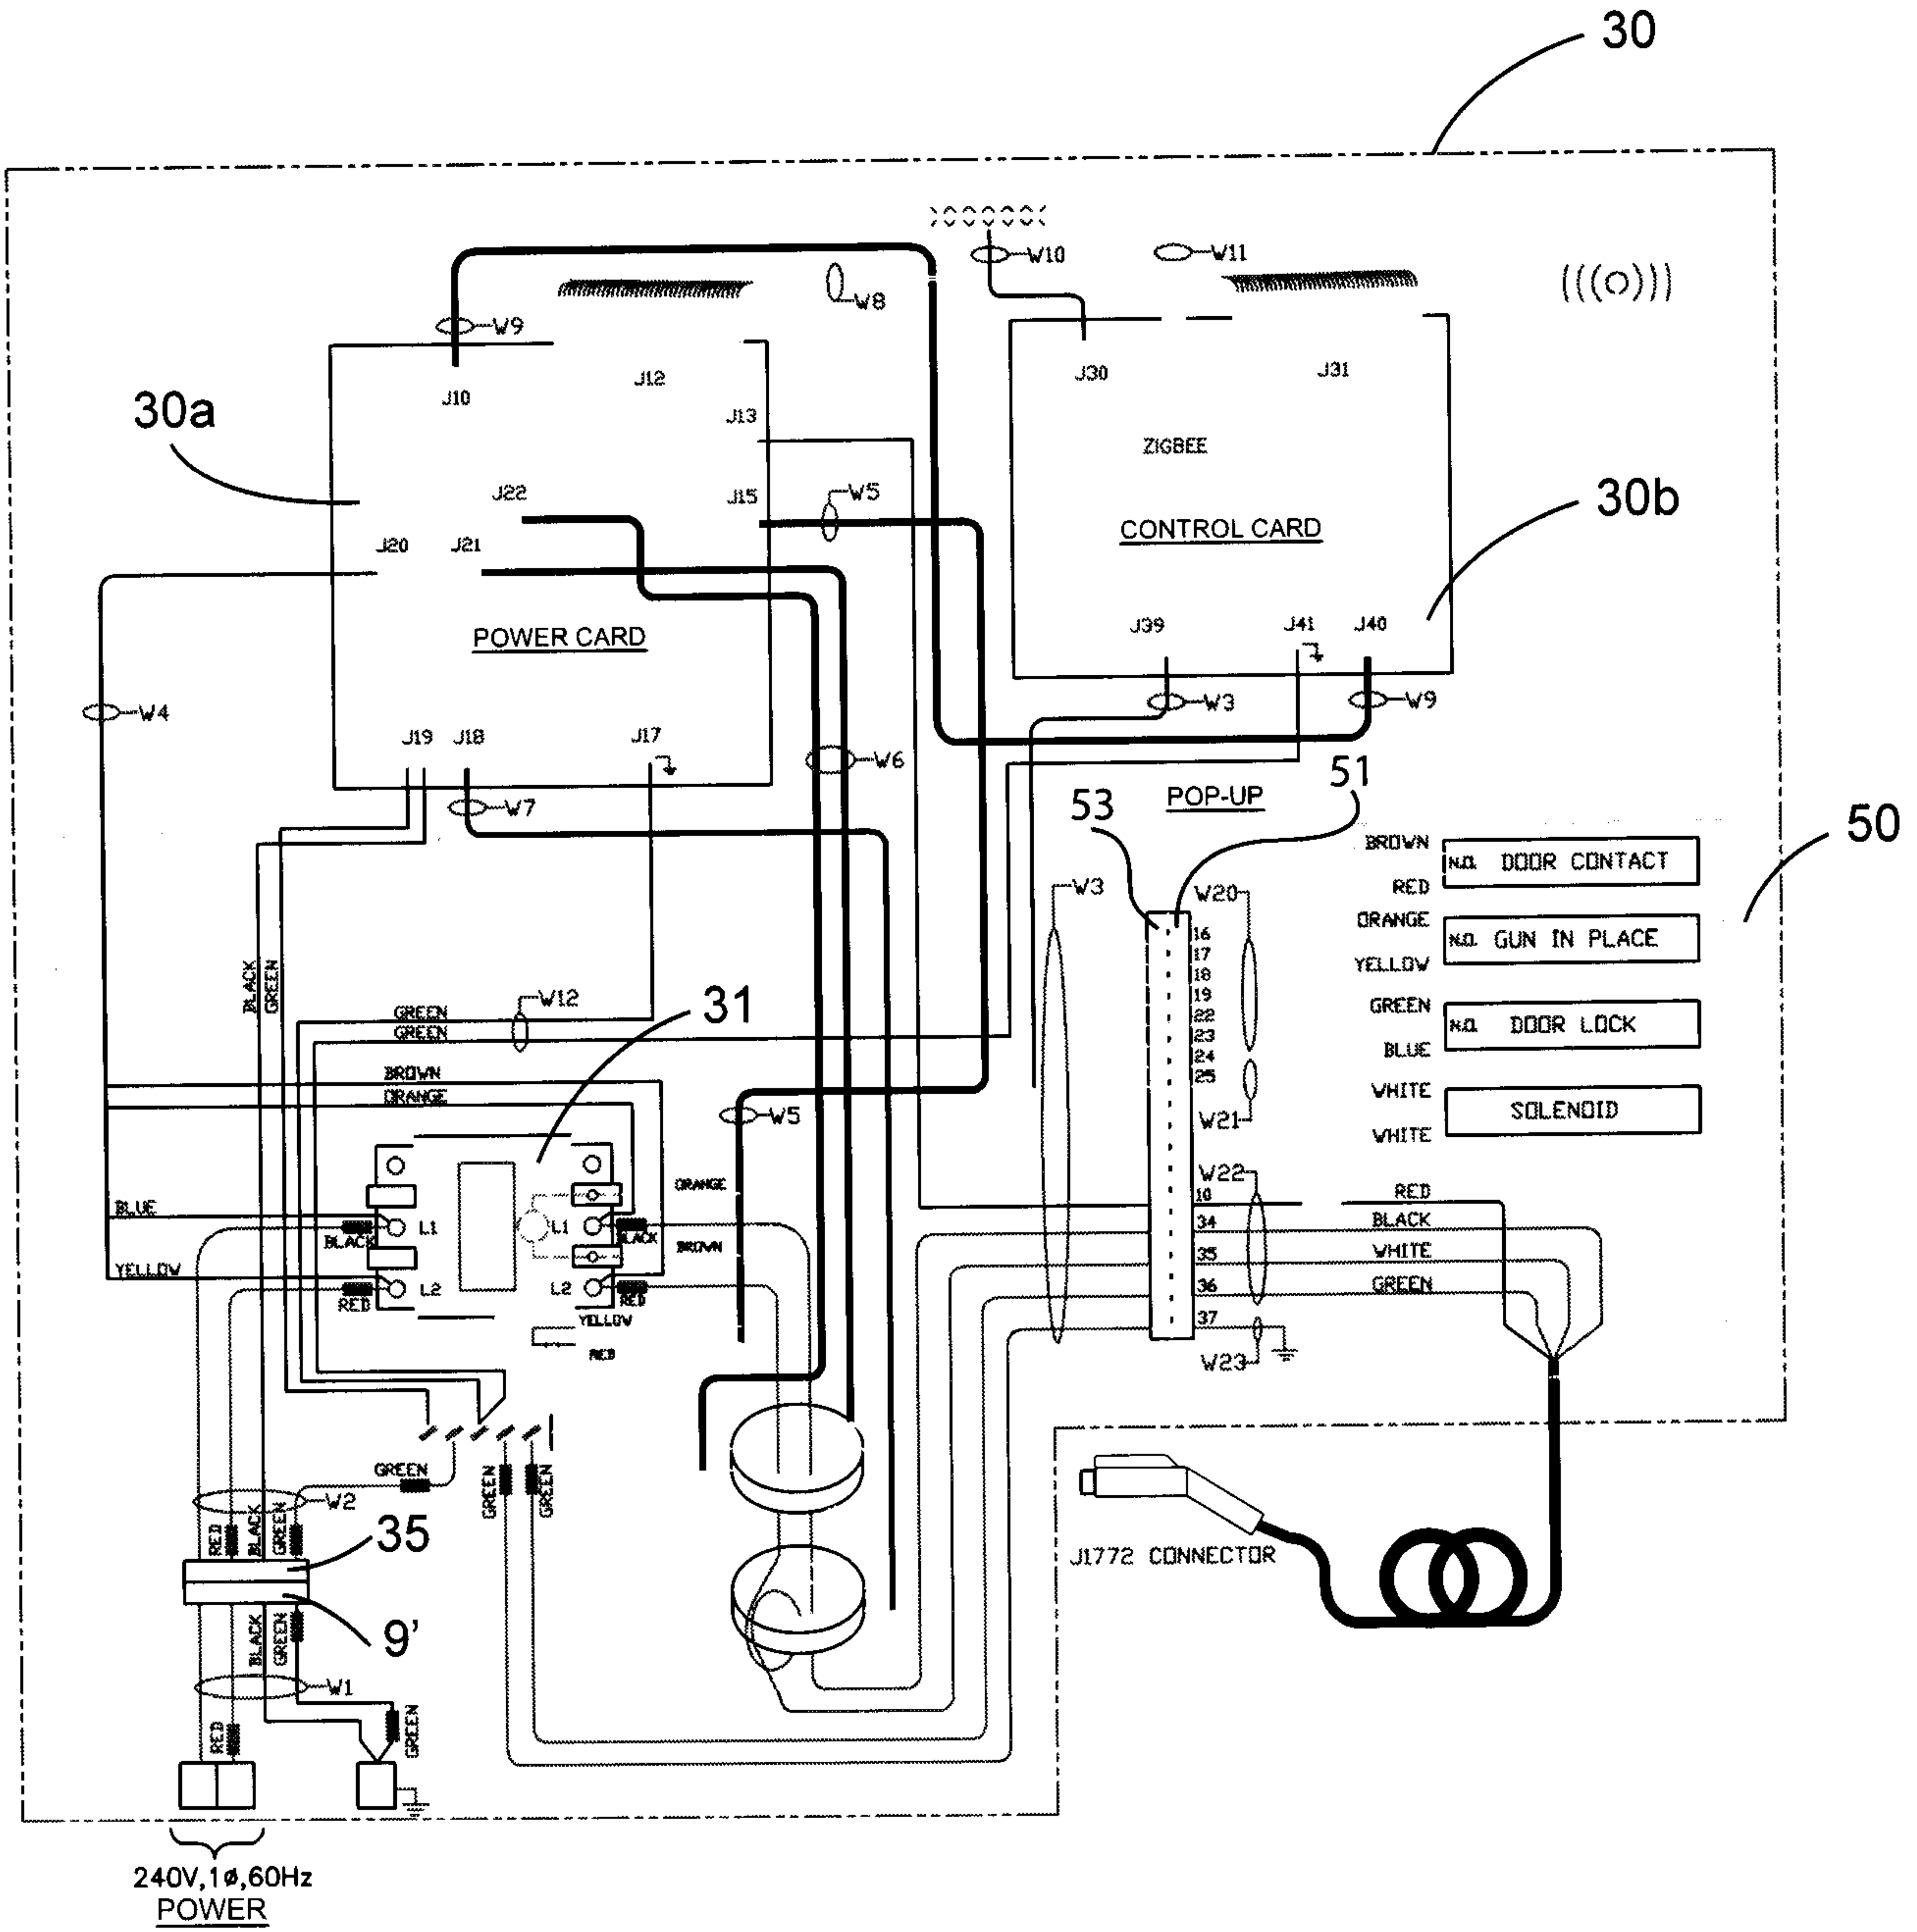 30
W10
W11
W8
W9
J12
J30
J31
J10
30a
J13
ZIGBEE
J22
J15
W5
30b
CONTROL CARD
J20
J21
POWER CARD
J39
J41
J40
W4
W3
W9
J19
J18
J17
W6
W7
51
POP-UP
53
50
BROWN
N.O. DOOR CONTACT
RED
W3
W20
ORANGE
N.O. GUN IN PLACE
YELLOW
16
17
18
19
22
23
24
25
BLACK
GREEN
W12
31
GREEN
GREEN
GREEN
N.O. DOOR LOCK
BLUE
BROWN
ORANGE
WHITE
SOLENOID
WHITE
W5
W21
W22
ORANGE
10
RED
BLUE
L1
L1
BLACK
BLACK
BROWN
34
BLACK
35
WHITE
YELLOW
L2
L2
RED
RED
36
GREEN
YELLOW
37
RED
W23
GREEN
GREEN
GREEN
W2
RED
BLACK
GREEN
35
J1772 CONNECTOR
BLACK
GREEN
9'
W1
RED
GREEN
240V,1ø,60Hz
POWER